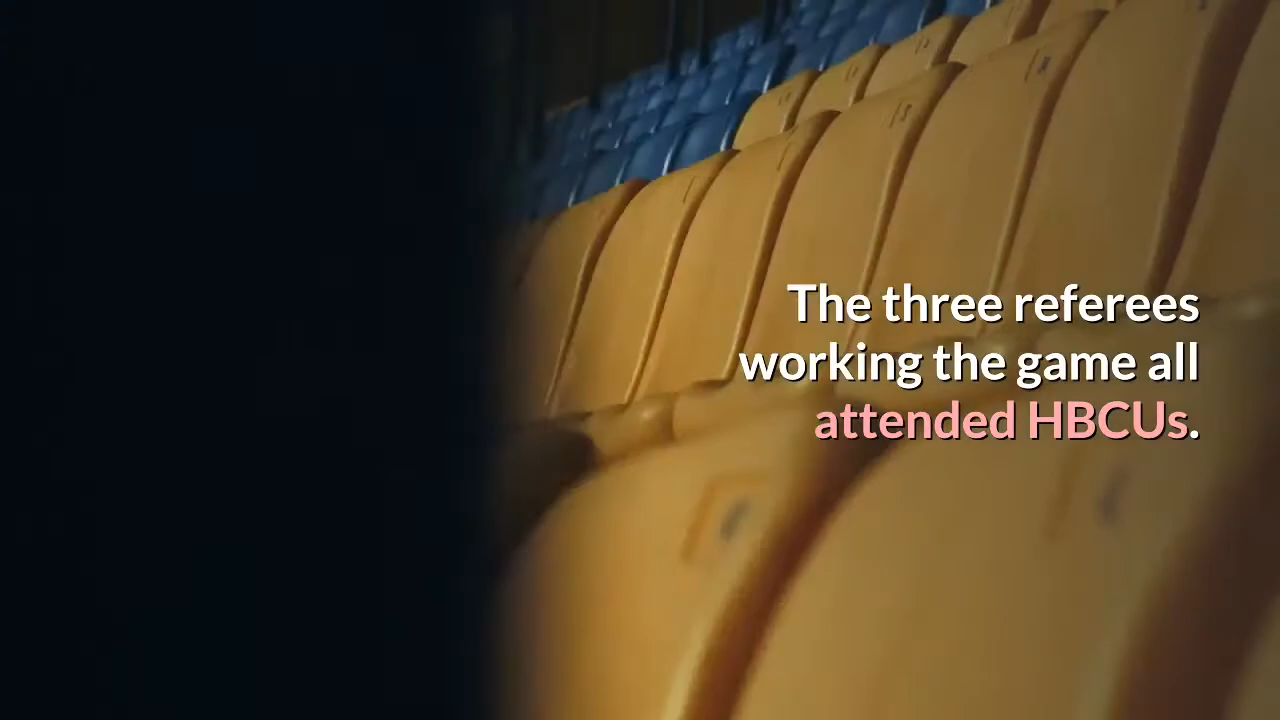 The three referees
working the game all
attended HBCUs.